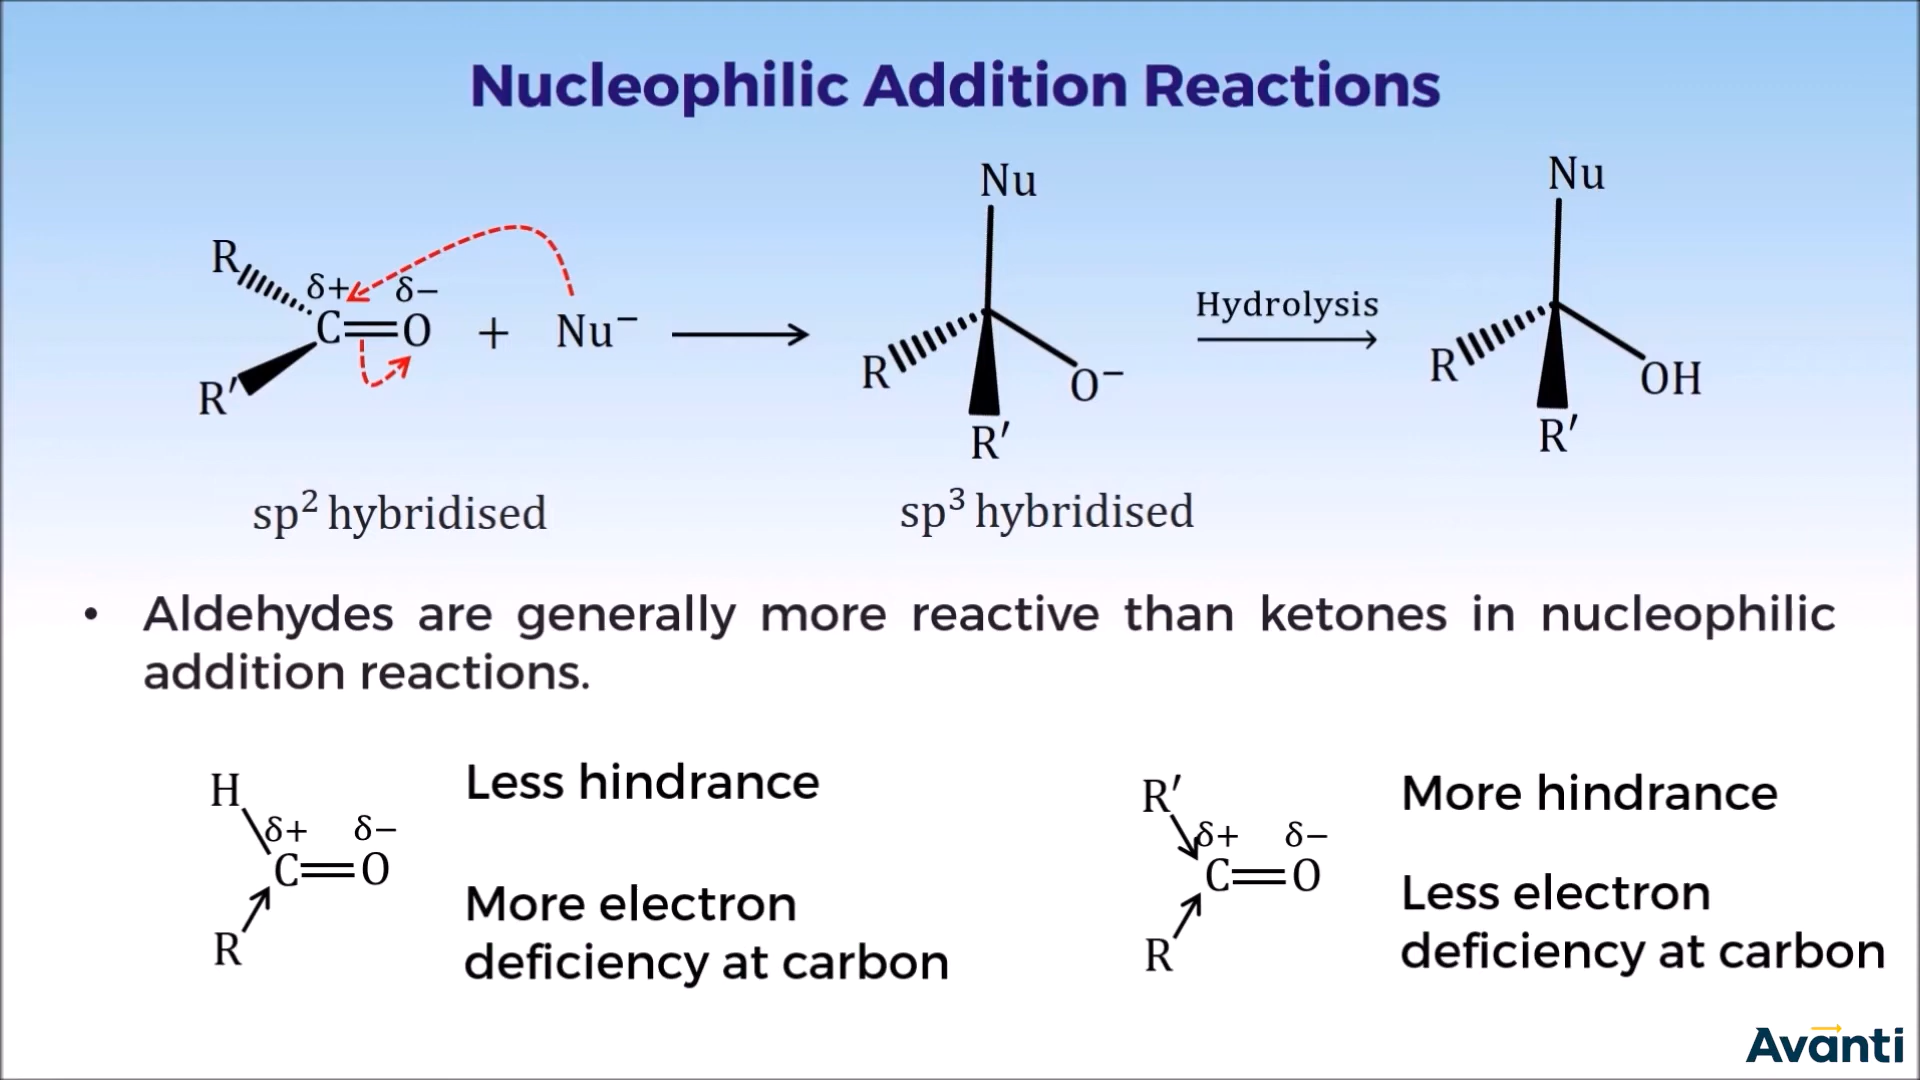 Nucleophilic Addition Reactions
Nu
Nu
R
δ+ δ−
C=O + Nu⁻
R′
R
O⁻
R′
Hydrolysis
R
OH
R′
sp² hybridised
sp³ hybridised
• Aldehydes are generally more reactive than ketones in nucleophilic
addition reactions.
H
δ+ δ−
C=O
R
Less hindrance
More electron
deficiency at carbon
R′
δ+ δ−
C=O
R
More hindrance
Less electron
deficiency at carbon
Avanti